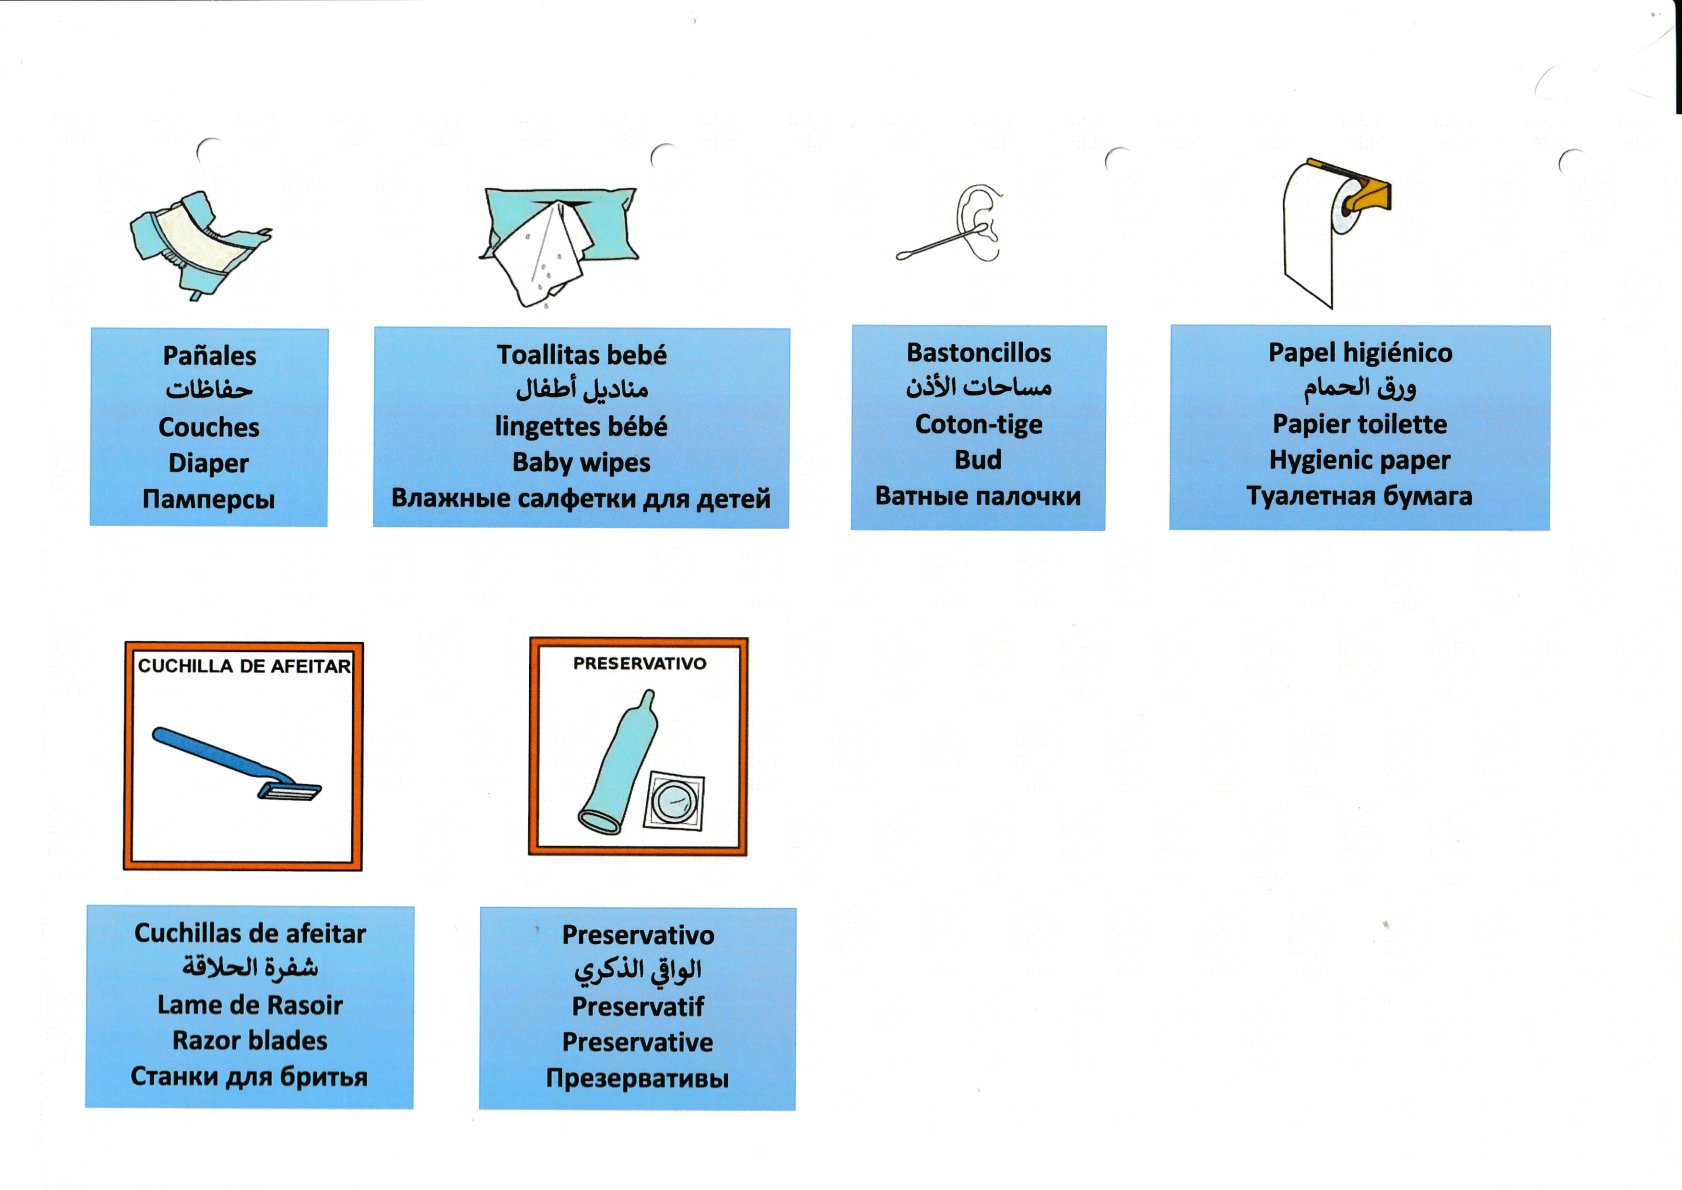 Pañales
حفاظات
Couches
Diaper
Памперсы
Toallitas bebé
مناديل أطفال
lingettes bébé
Baby wipes
Влажные салфетки для детей
Bastoncillos
مساحات الأذن
Coton-tige
Bud
Ватные палочки
Papel higiénico
ورق الحمام
Papier toilette
Hygienic paper
Туалетная бумага
CUCHILLA DE AFEITAR
Cuchillas de afeitar
شفرة الحلاقة
Lame de Rasoir
Razor blades
Станки для бритья
PRESERVATIVO
Preservativo
الواقي الذكري
Preservatif
Preservative
Презервативы